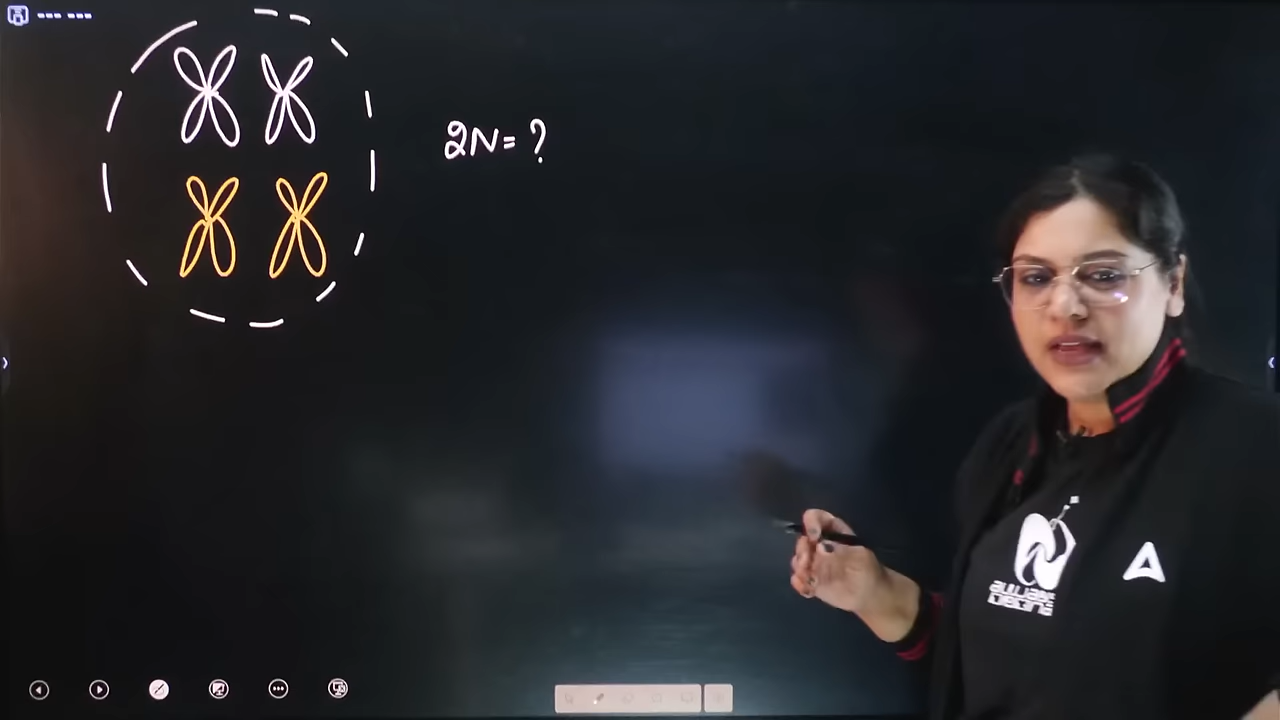 2N = ?